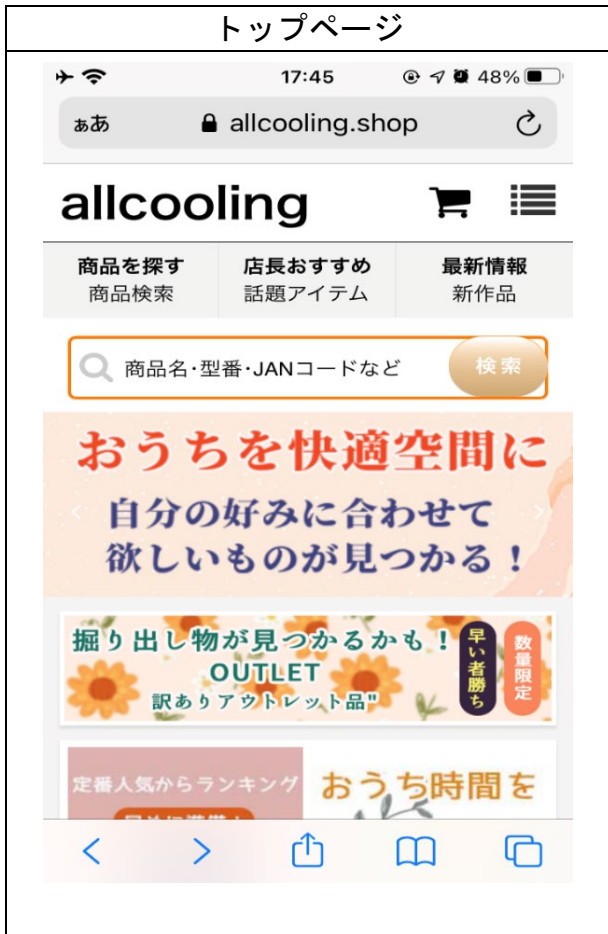 トップページ
17:45
48%
ぁあ
allcooling.shop
allcooling
商品を探す
商品検索
店長おすすめ
話題アイテム
最新情報
新作品
商品名・型番・JANコードなど
検索
おうちを快適空間に
自分の好みに合わせて
欲しいものが見つかる！
掘り出し物が見つかるかも！
OUTLET
訳ありアウトレット品"
早い者勝ち
数量限定
定番人気からランキング
おうち時間を